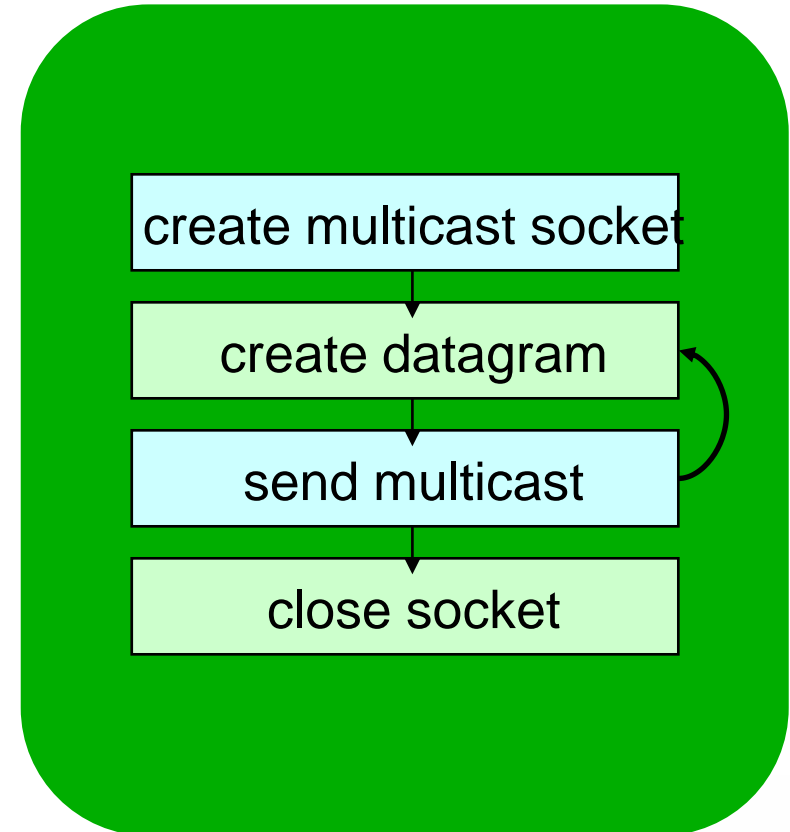 create multicast socket
create datagram
send multicast
close socket